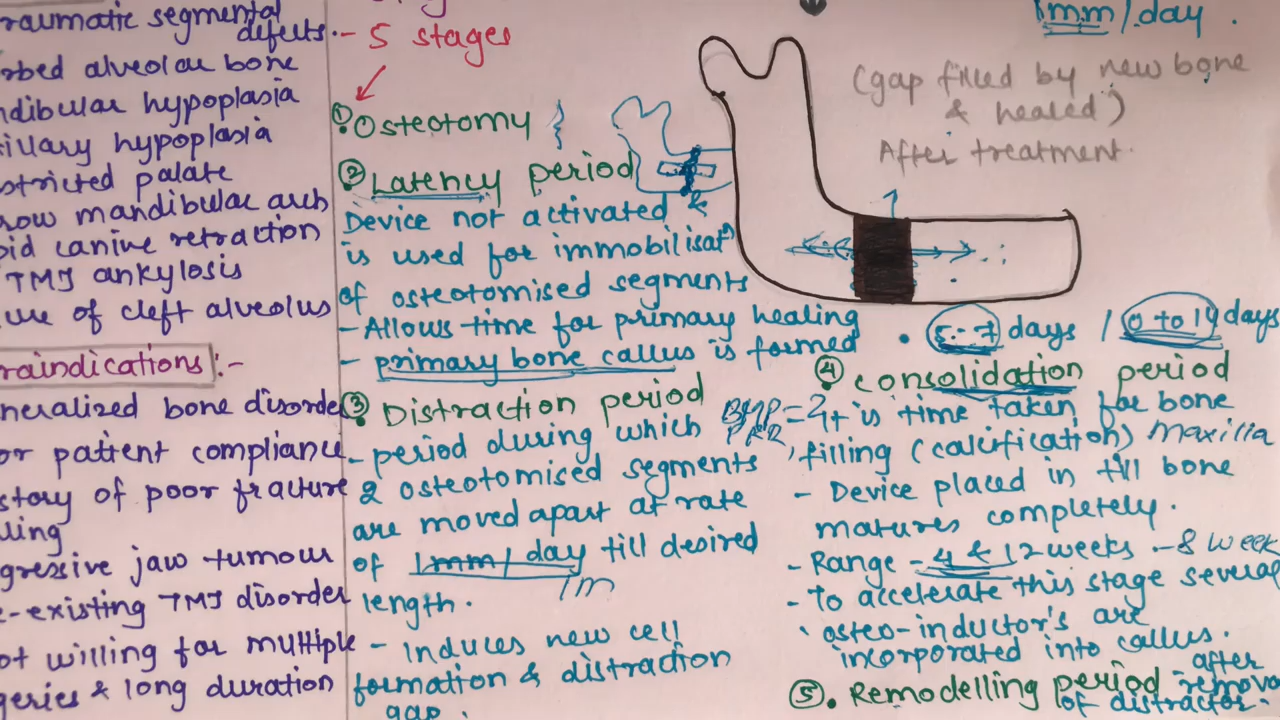 raumatic segmental
defects.
rbed alveolar bone
ndibular hypoplasia
illary hypoplasia
stricted palate
row mandibular arch
pid canine retraction
TMJ ankylosis
ure of cleft alveolus
raindications :-
neralized bone disorder
or patient compliance
story of poor fracture
ling
gressive jaw tumour
e-existing TMJ disorder
ot willing for multiple
geries & long duration
- 5 stages
① Osteotomy
② Latency period
Device not activated &
is used for immobilisatn
of osteotomised segments
- Allows time for primary healing
- primary bone callus is formed
③ Distraction period
- period during which
2 osteotomised segments
are moved apart at rate
of 1mm/day till desired
1m
length.
- Induces new cell
formation & distraction
gap.
1mm/day.
(gap filled by new bone
& healed)
After treatment.
5-7 days / 0 to 14 days
④ Consolidation period
BMP = 2
- It is time taken for bone
filling (calcification) maxilla
- Device placed in till bone
matures completely.
- Range - 4 & 12 weeks. - 8 week
- To accelerate this stage several
osteo-inductor's are
incorporated into callus.
⑤. Remodelling period after
removal
of distractor.